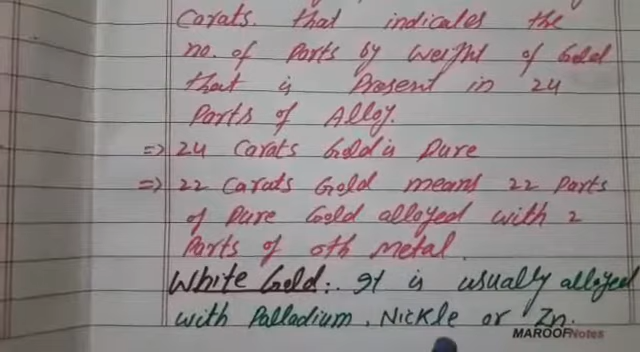 Carats. that indicates the
no. of Parts by weight of Gold
that is Present in 24
Parts of Alloy.
=> 24 Carats Gold is Pure
=> 22 Carats Gold means 22 Parts
of Pure Gold alloyed with 2
Parts of oth metal.
White Gold:. It is usually alloyed
with Palladium, Nickle or Zn.
MAROOFNotes